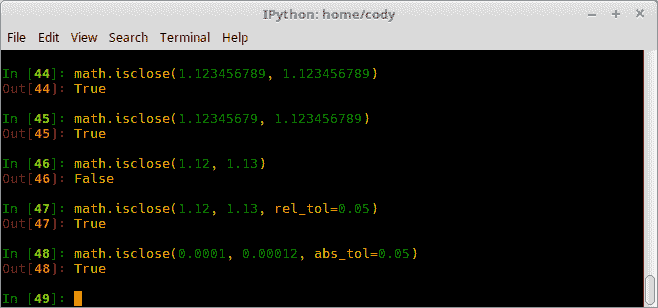 IPython: home/cody
File Edit View Search Terminal Help
In [44]: math.isclose(1.123456789, 1.123456789)
Out[44]: True
In [45]: math.isclose(1.12345679, 1.123456789)
Out[45]: True
In [46]: math.isclose(1.12, 1.13)
Out[46]: False
In [47]: math.isclose(1.12, 1.13, rel_tol=0.05)
Out[47]: True
In [48]: math.isclose(0.0001, 0.00012, abs_tol=0.05)
Out[48]: True
In [49]: